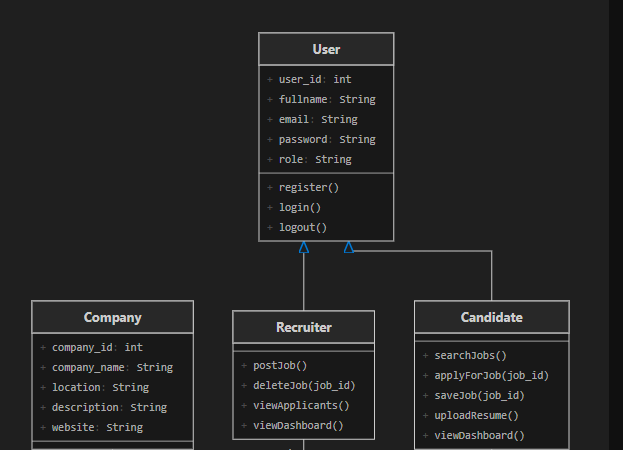 User
+ user_id: int
+ fullname: String
+ email: String
+ password: String
+ role: String
+ register()
+ login()
+ logout()
Company
+ company_id: int
+ company_name: String
+ location: String
+ description: String
+ website: String
Recruiter
+ postJob()
+ deleteJob(job_id)
+ viewApplicants()
+ viewDashboard()
Candidate
+ searchJobs()
+ applyForJob(job_id)
+ saveJob(job_id)
+ uploadResume()
+ viewDashboard()